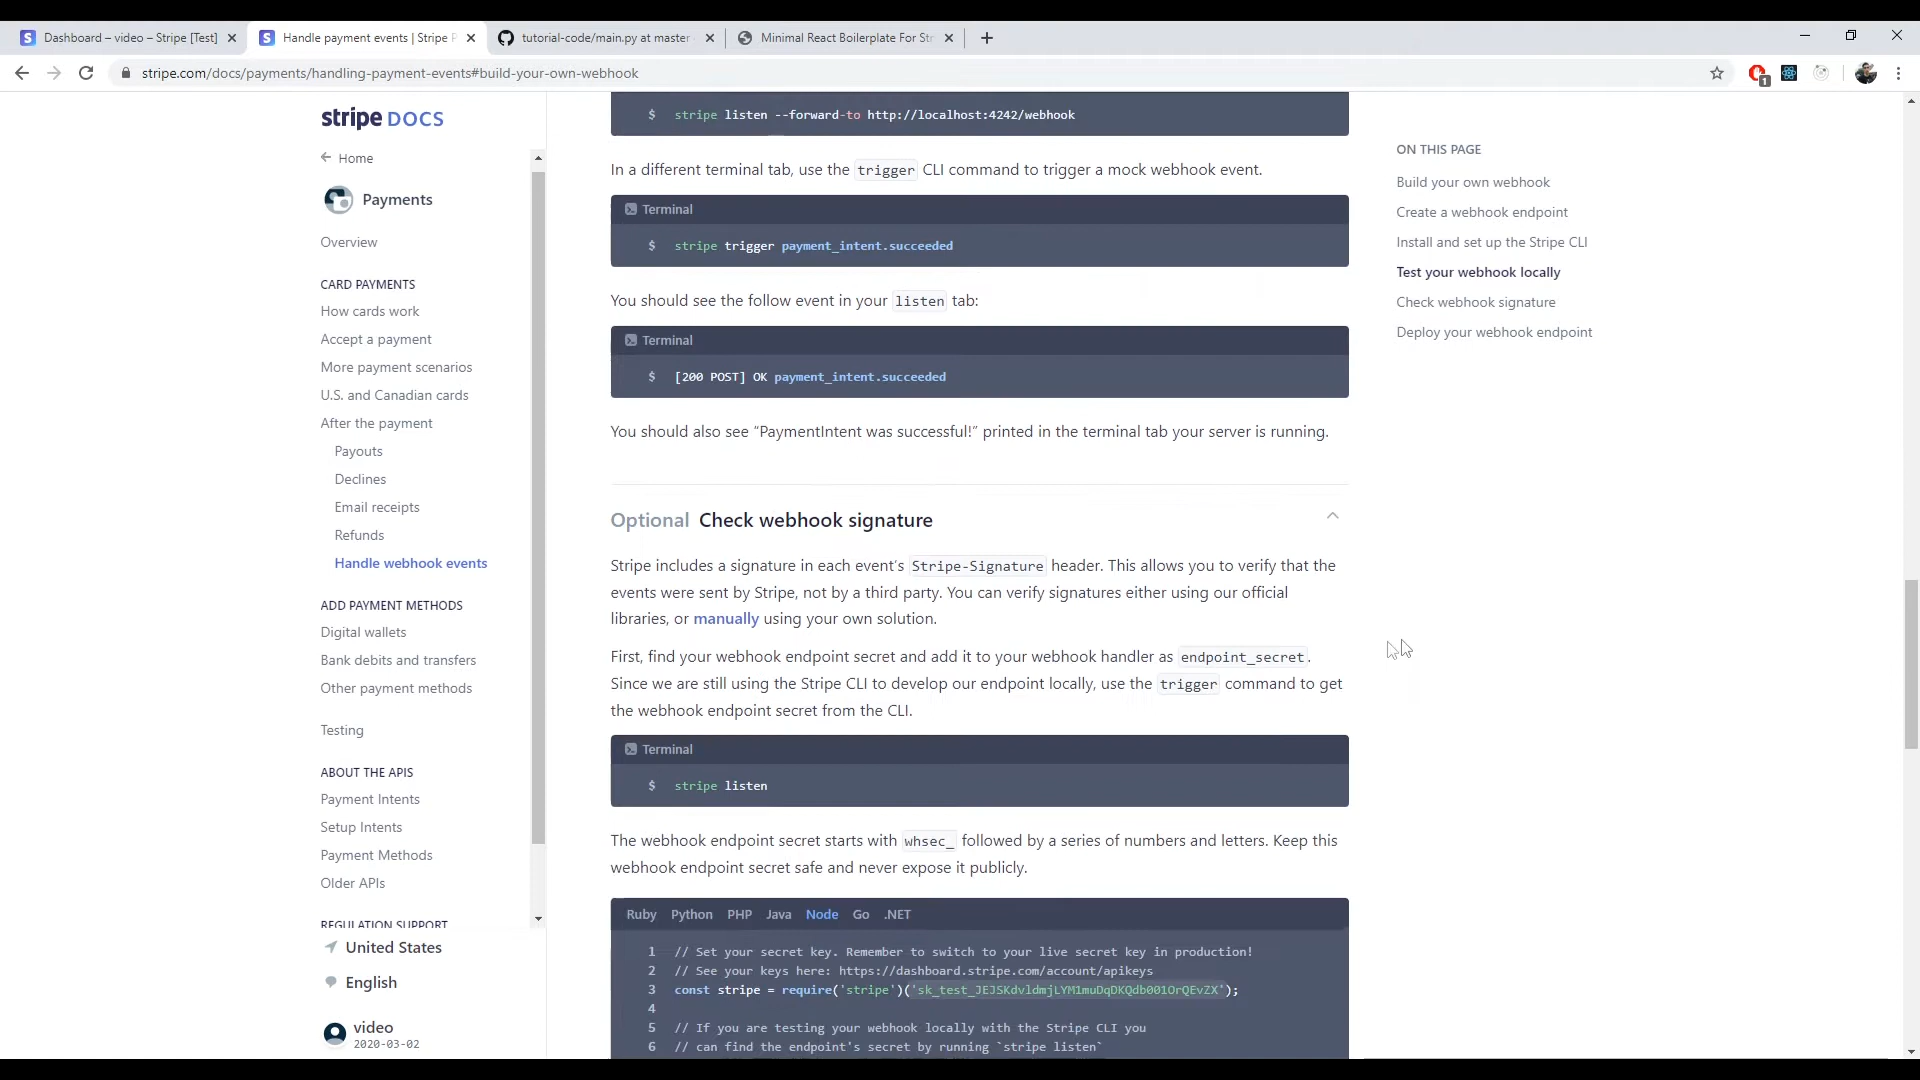 Dashboard – video – Stripe [Test]
Handle payment events | Stripe P
tutorial-code/main.py at master
Minimal React Boilerplate For Str
stripe.com/docs/payments/handling-payment-events#build-your-own-webhook
1
stripe DOCS
Home
Payments
Overview
CARD PAYMENTS
How cards work
Accept a payment
More payment scenarios
U.S. and Canadian cards
After the payment
Payouts
Declines
Email receipts
Refunds
Handle webhook events
ADD PAYMENT METHODS
Digital wallets
Bank debits and transfers
Other payment methods
Testing
ABOUT THE APIS
Payment Intents
Setup Intents
Payment Methods
Older APIs
REGULATION SUPPORT
United States
English
video
2020-03-02
$ stripe listen --forward-to http://localhost:4242/webhook
In a different terminal tab, use the trigger CLI command to trigger a mock webhook event.
Terminal
$ stripe trigger payment_intent.succeeded
You should see the follow event in your listen tab:
Terminal
$ [200 POST] OK payment_intent.succeeded
You should also see “PaymentIntent was successful!” printed in the terminal tab your server is running.
Optional Check webhook signature
Stripe includes a signature in each event’s Stripe-Signature header. This allows you to verify that the
events were sent by Stripe, not by a third party. You can verify signatures either using our official
libraries, or manually using your own solution.
First, find your webhook endpoint secret and add it to your webhook handler as endpoint_secret.
Since we are still using the Stripe CLI to develop our endpoint locally, use the trigger command to get
the webhook endpoint secret from the CLI.
Terminal
$ stripe listen
The webhook endpoint secret starts with whsec_ followed by a series of numbers and letters. Keep this
webhook endpoint secret safe and never expose it publicly.
Ruby Python PHP Java Node Go .NET
1 // Set your secret key. Remember to switch to your live secret key in production!
2 // See your keys here: https://dashboard.stripe.com/account/apikeys
3 const stripe = require('stripe')('sk_test_JEJSKdvldmjLYM1muDqDKQdb001OrQEvZX');
4
5 // If you are testing your webhook locally with the Stripe CLI you
6 // can find the endpoint's secret by running `stripe listen`
ON THIS PAGE
Build your own webhook
Create a webhook endpoint
Install and set up the Stripe CLI
Test your webhook locally
Check webhook signature
Deploy your webhook endpoint